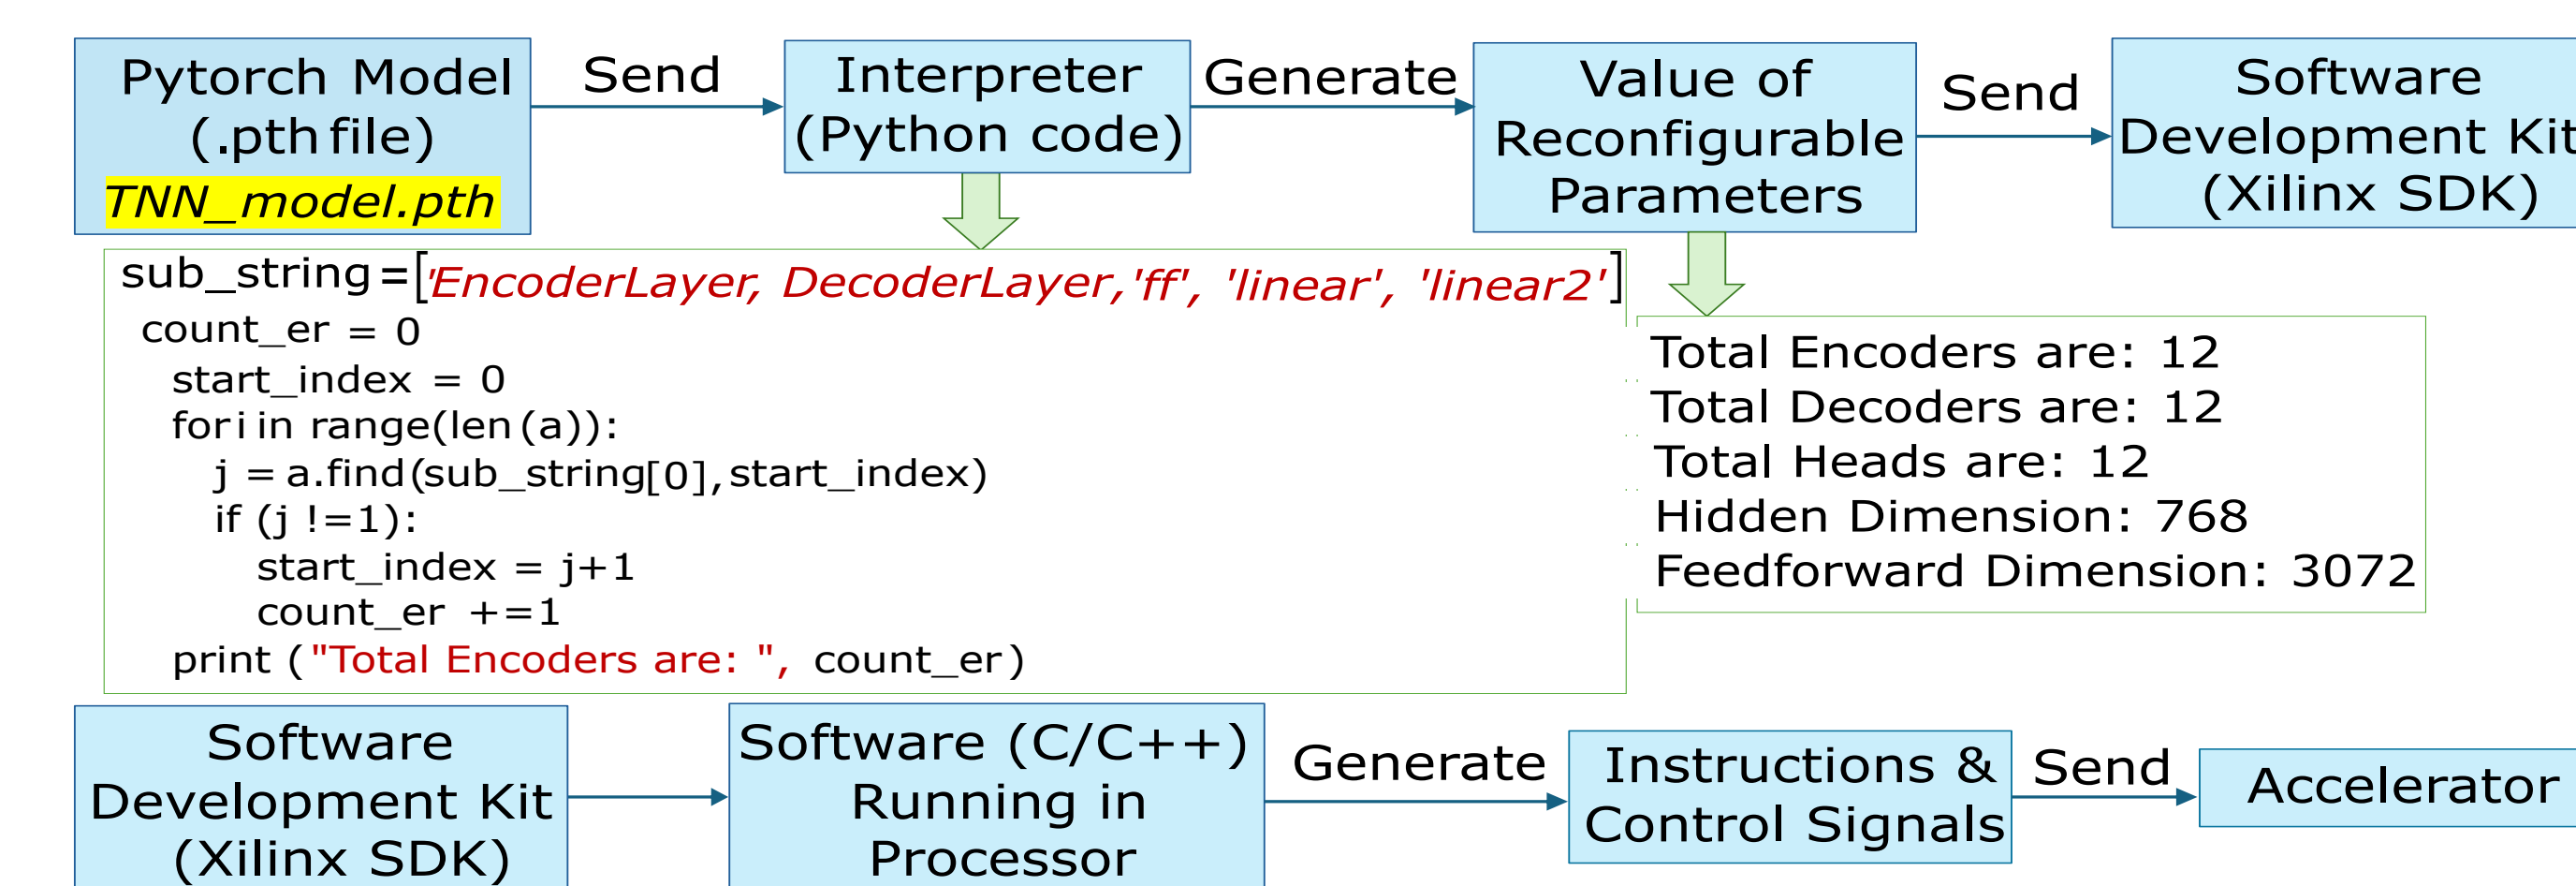 Pytorch Model
(.pth file)
TNN_model.pth
Send
Interpreter
(Python code)
Generate
Value of
Reconfigurable
Parameters
Send
Software
Development Kit
(Xilinx SDK)
sub_string=['EncoderLayer, DecoderLayer,'ff', 'linear', 'linear2']
count_er = 0
start_index = 0
for i in range(len(a)):
j = a.find(sub_string[0],start_index)
if (j !=1):
start_index = j+1
count_er +=1
print ("Total Encoders are: ", count_er)
Total Encoders are: 12
Total Decoders are: 12
Total Heads are: 12
Hidden Dimension: 768
Feedforward Dimension: 3072
Software
Development Kit
(Xilinx SDK)
Software (C/C++)
Running in
Processor
Generate
Instructions &
Control Signals
Send
Accelerator